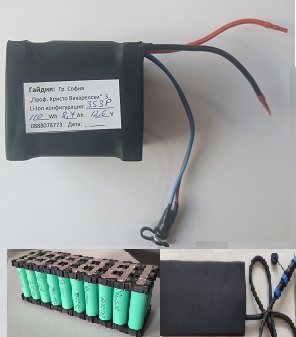 Гайдия: Гр. София
„Проф. Христо Вакарелски" 3
Li-Ion конфигурация: 3S3P
110 Wh 8,7 Ah 12,6 V
0888078773 Дата: